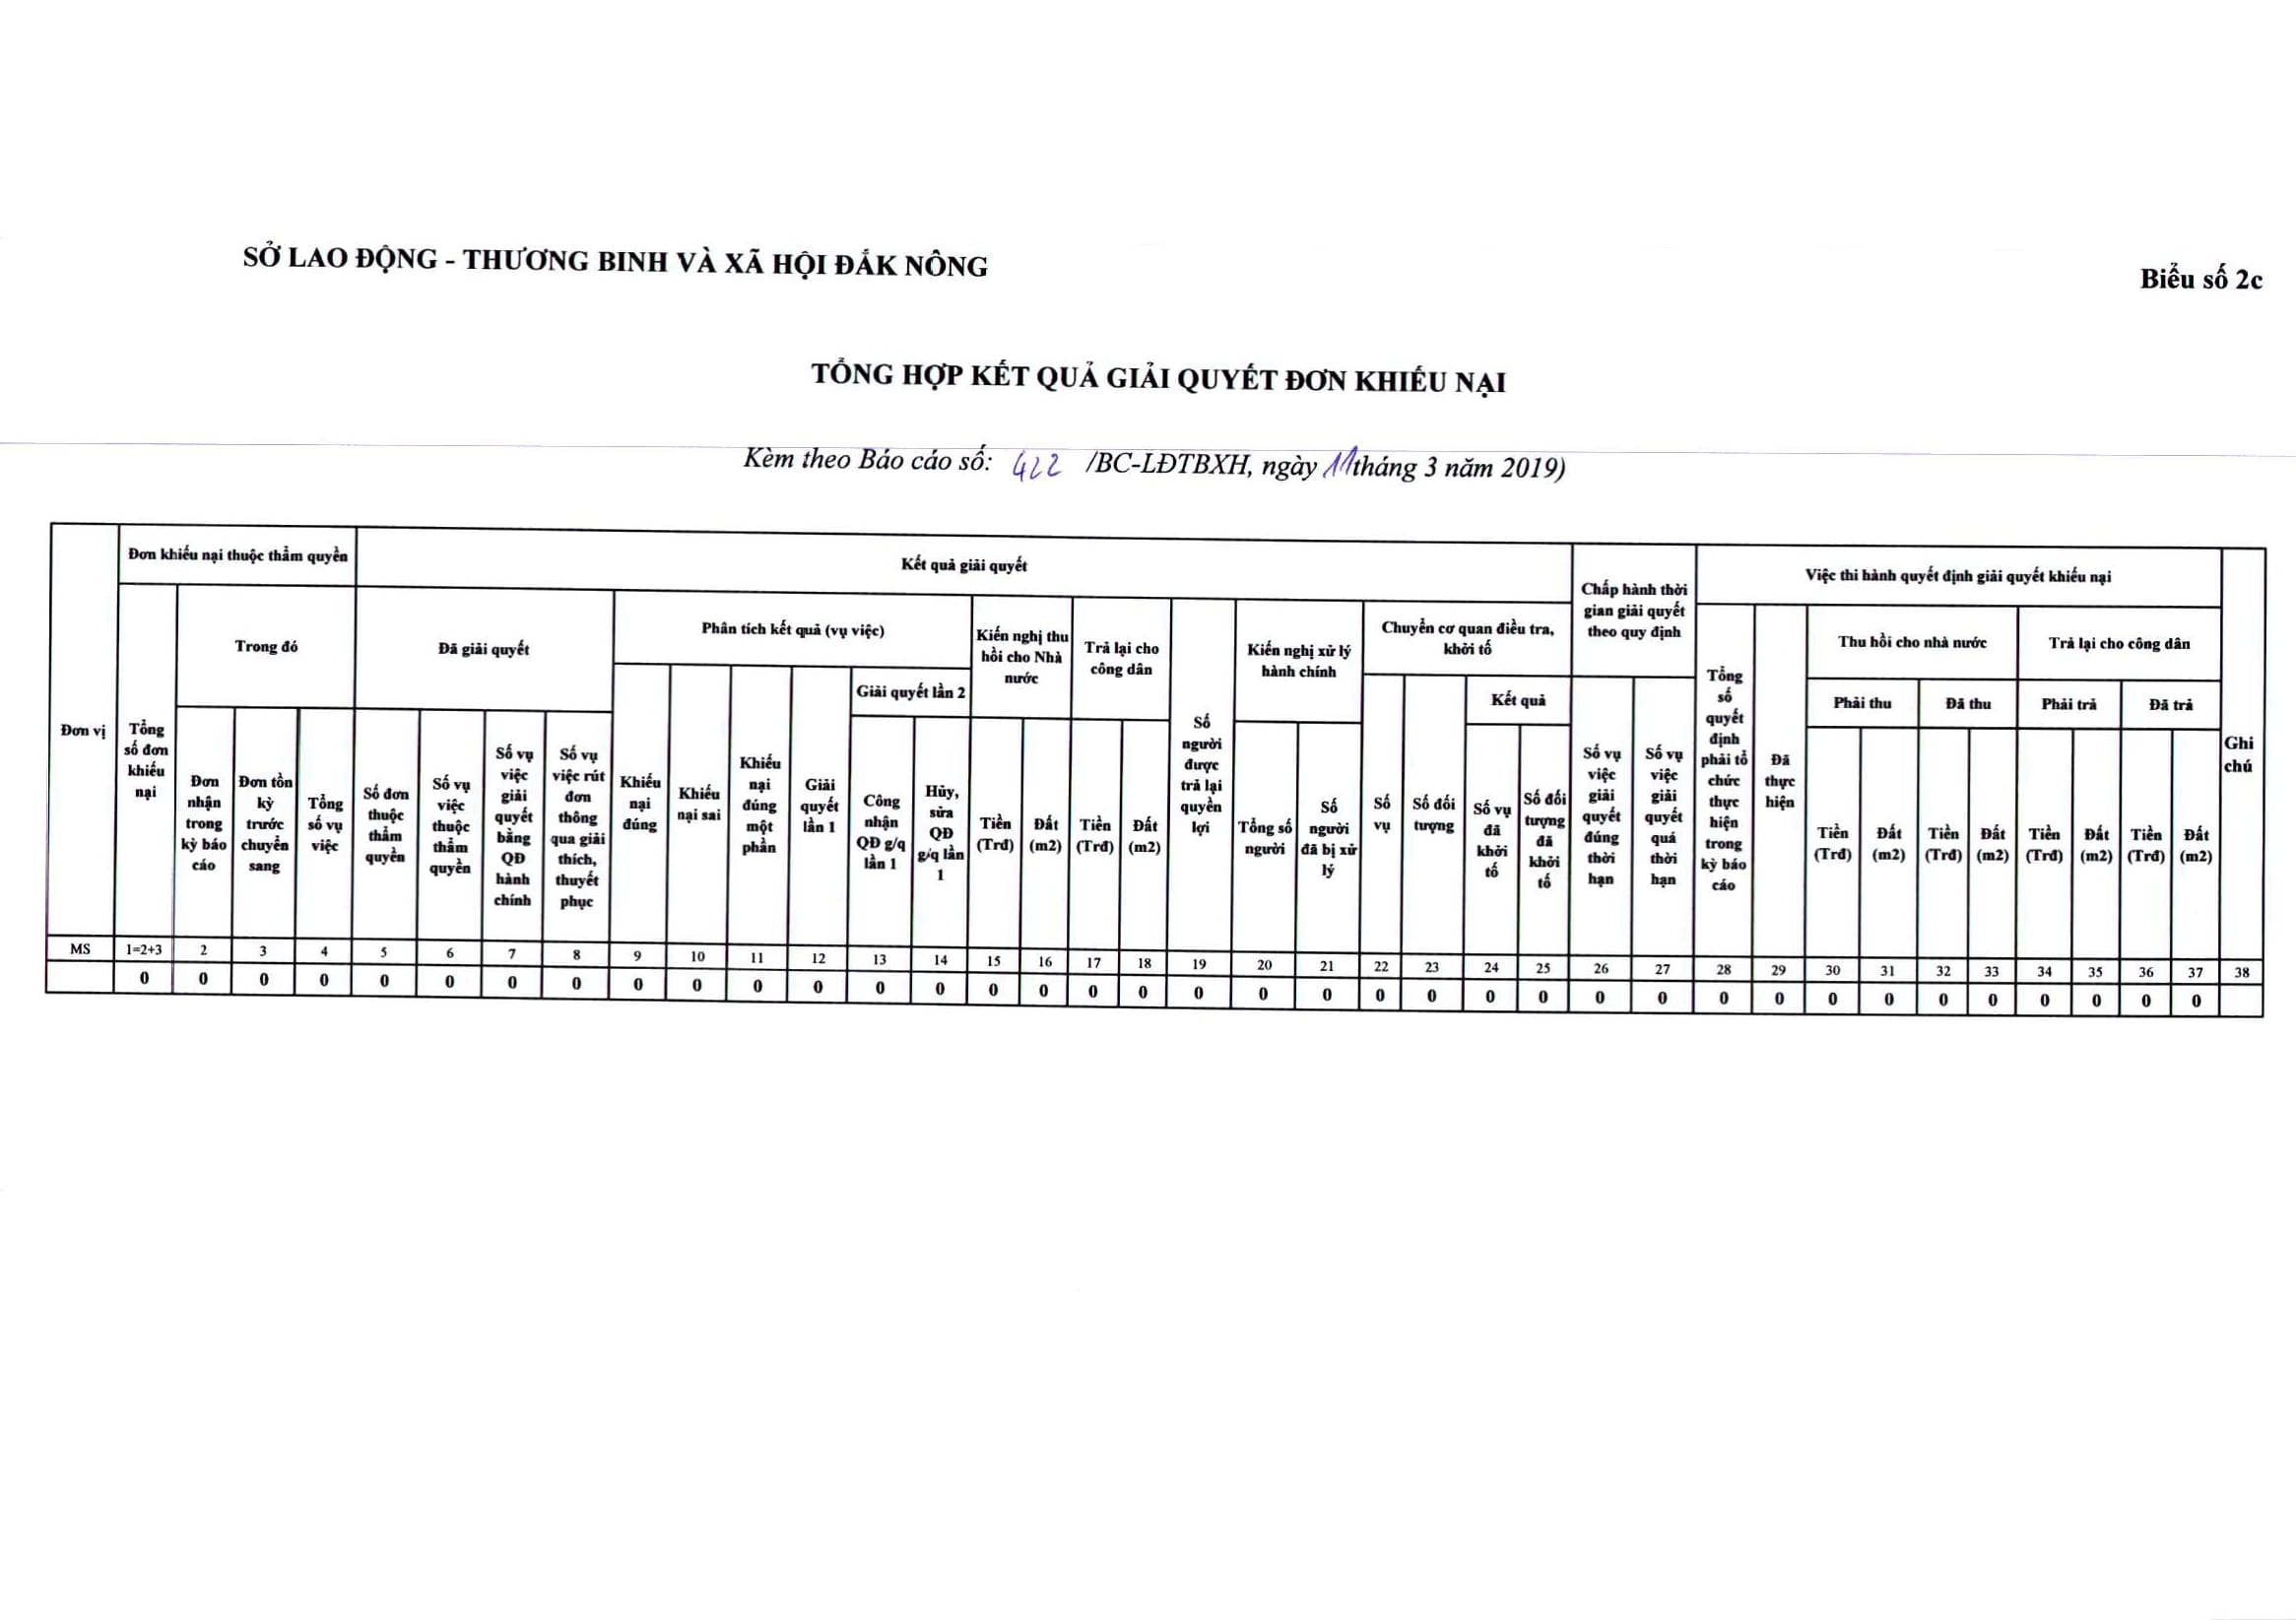 SỞ LAO ĐỘNG - THƯƠNG BINH VÀ XÃ HỘI ĐẮK NÔNG
Biểu số 2c
TỔNG HỢP KẾT QUẢ GIẢI QUYẾT ĐƠN KHIẾU NẠI
Kèm theo Báo cáo số: 422 /BC-LĐTBXH, ngày 11 tháng 3 năm 2019)
Đơn vị
Đơn khiếu nại thuộc thẩm quyền
Tổng
số đơn
khiếu
nại
Trong đó
Đơn
nhận
trong
kỳ báo
cáo
Đơn tồn
kỳ
trước
chuyển
sang
Tổng
số vụ
việc
Kết quả giải quyết
Đã giải quyết
Số đơn
thuộc
thẩm
quyền
Số vụ
việc
thuộc
thẩm
quyền
Số vụ
việc
giải
quyết
bằng
QĐ
hành
chính
Số vụ
việc rút
đơn
thông
qua giải
thích,
thuyết
phục
Phân tích kết quả (vụ việc)
Khiếu
nại
đúng
Khiếu
nại sai
Khiếu
nại
đúng
một
phần
Giải
quyết
lần 1
Giải quyết lần 2
Công
nhận
QĐ g/q
lần 1
Hủy,
sửa
QĐ
g/q lần
1
Kiến nghị thu
hồi cho Nhà
nước
Tiền
(Trđ)
Đất
(m2)
Trả lại cho
công dân
Tiền
(Trđ)
Đất
(m2)
Số
người
được
trả lại
quyền
lợi
Kiến nghị xử lý
hành chính
Tổng số
người
Số
người
đã bị xử
lý
Chuyển cơ quan điều tra,
khởi tố
Số
vụ
Số đối
tượng
Kết quả
Số vụ
đã
khởi
tố
Số đối
tượng
đã
khởi
tố
Chấp hành thời
gian giải quyết
theo quy định
Số vụ
việc
giải
quyết
đúng
thời
hạn
Số vụ
việc
giải
quyết
quá
thời
hạn
Việc thi hành quyết định giải quyết khiếu nại
Tổng
số
quyết
định
phải tổ
chức
thực
hiện
trong
kỳ báo
cáo
Đã
thực
hiện
Thu hồi cho nhà nước
Phải thu
Tiền
(Trđ)
Đất
(m2)
Đã thu
Tiền
(Trđ)
Đất
(m2)
Trả lại cho công dân
Phải trả
Tiền
(Trđ)
Đất
(m2)
Đã trả
Tiền
(Trđ)
Đất
(m2)
Ghi
chú
MS 1=2+3 2 3 4 5 6 7 8 9 10 11 12 13 14 15 16 17 18 19 20 21 22 23 24 25 26 27 28 29 30 31 32 33 34 35 36 37 38
0 0 0 0 0 0 0 0 0 0 0 0 0 0 0 0 0 0 0 0 0 0 0 0 0 0 0 0 0 0 0 0 0 0 0 0 0